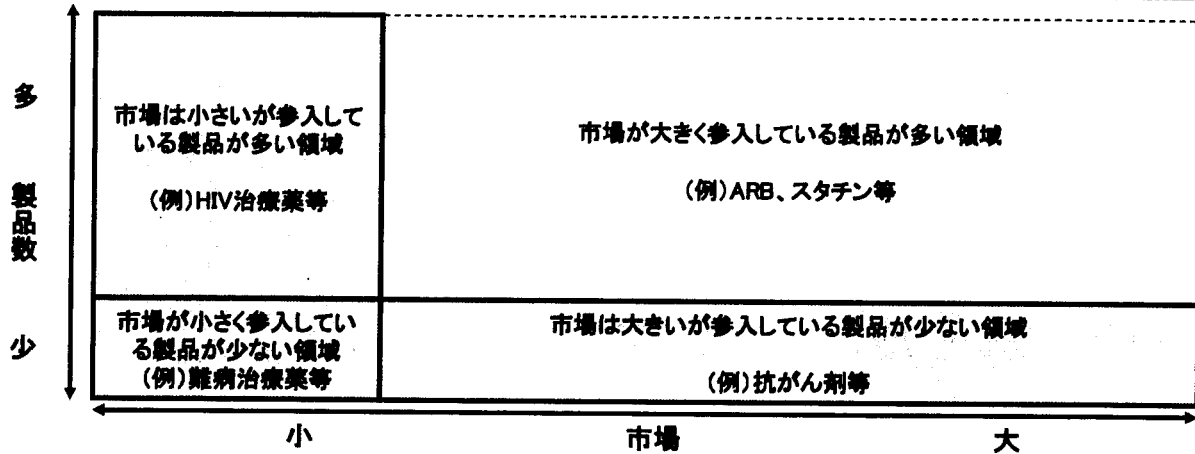 多
製品数
少
市場は小さいが参入して
いる製品が多い領域
(例)HIV治療薬等
市場が大きく参入している製品が多い領域
(例)ARB、スタチン等
市場が小さく参入してい
る製品が少ない領域
(例)難病治療薬等
市場は大きいが参入している製品が少ない領域
(例)抗がん剤等
小
市場
大